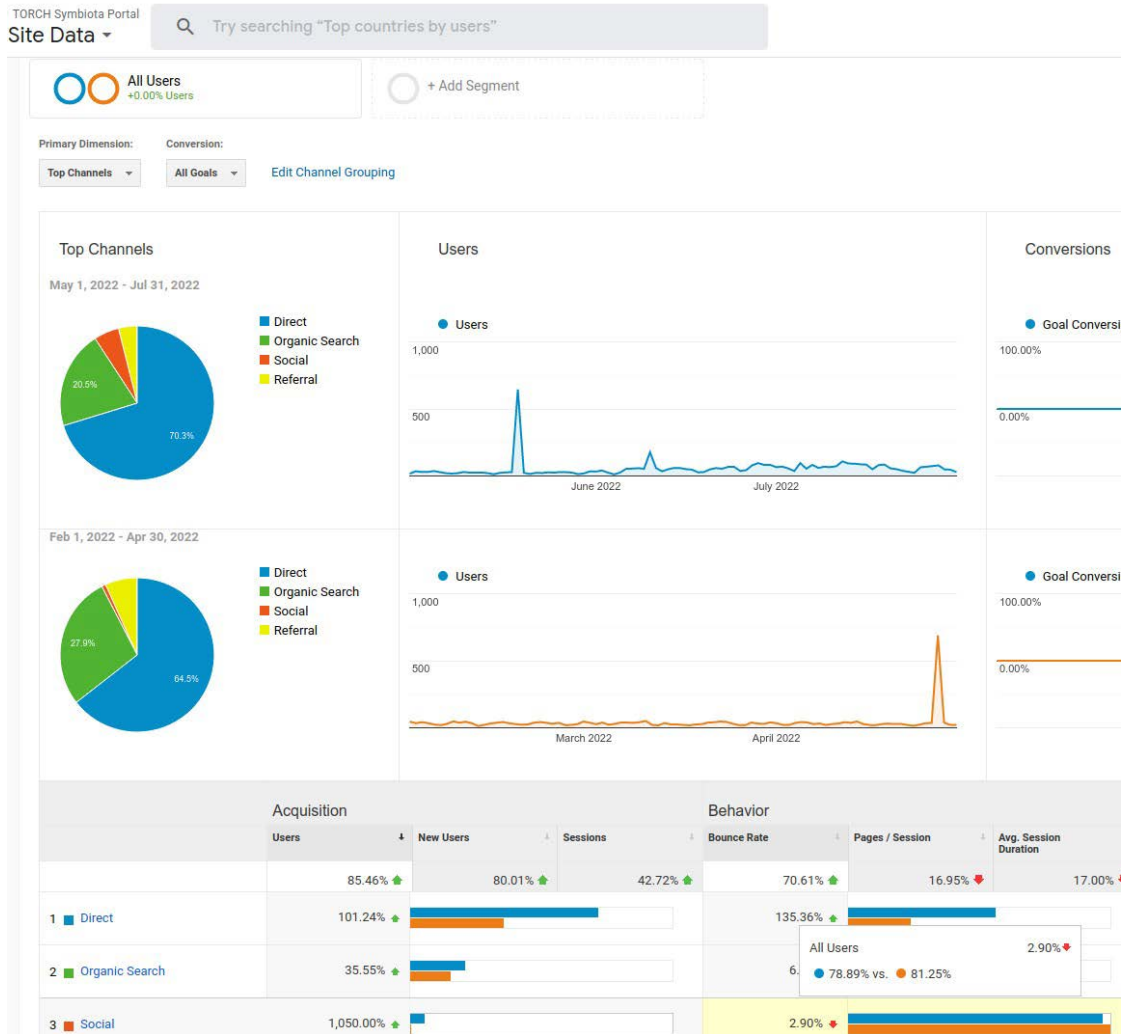 TORCH Symbiota Portal
Site Data
Try searching “Top countries by users”
All Users
+0.00% Users
+ Add Segment
Primary Dimension:
Conversion:
Top Channels
All Goals
Edit Channel Grouping
Top Channels
Users
Conversions
May 1, 2022 - Jul 31, 2022
Direct
Organic Search
Social
Referral
20.5%
70.3%
Users
1,000
500
June 2022
July 2022
Goal Conversi
100.00%
0.00%
Feb 1, 2022 - Apr 30, 2022
Direct
Organic Search
Social
Referral
27.9%
64.5%
Users
1,000
500
March 2022
April 2022
Goal Conversi
100.00%
0.00%
Acquisition
Behavior
Users
New Users
Sessions
Bounce Rate
Pages / Session
Avg. Session
Duration
85.46%
80.01%
42.72%
70.61%
16.95%
17.00%
1 Direct
101.24%
135.36%
All Users
2.90%
78.89% vs. 81.25%
2 Organic Search
35.55%
6.
3 Social
1,050.00%
2.90%